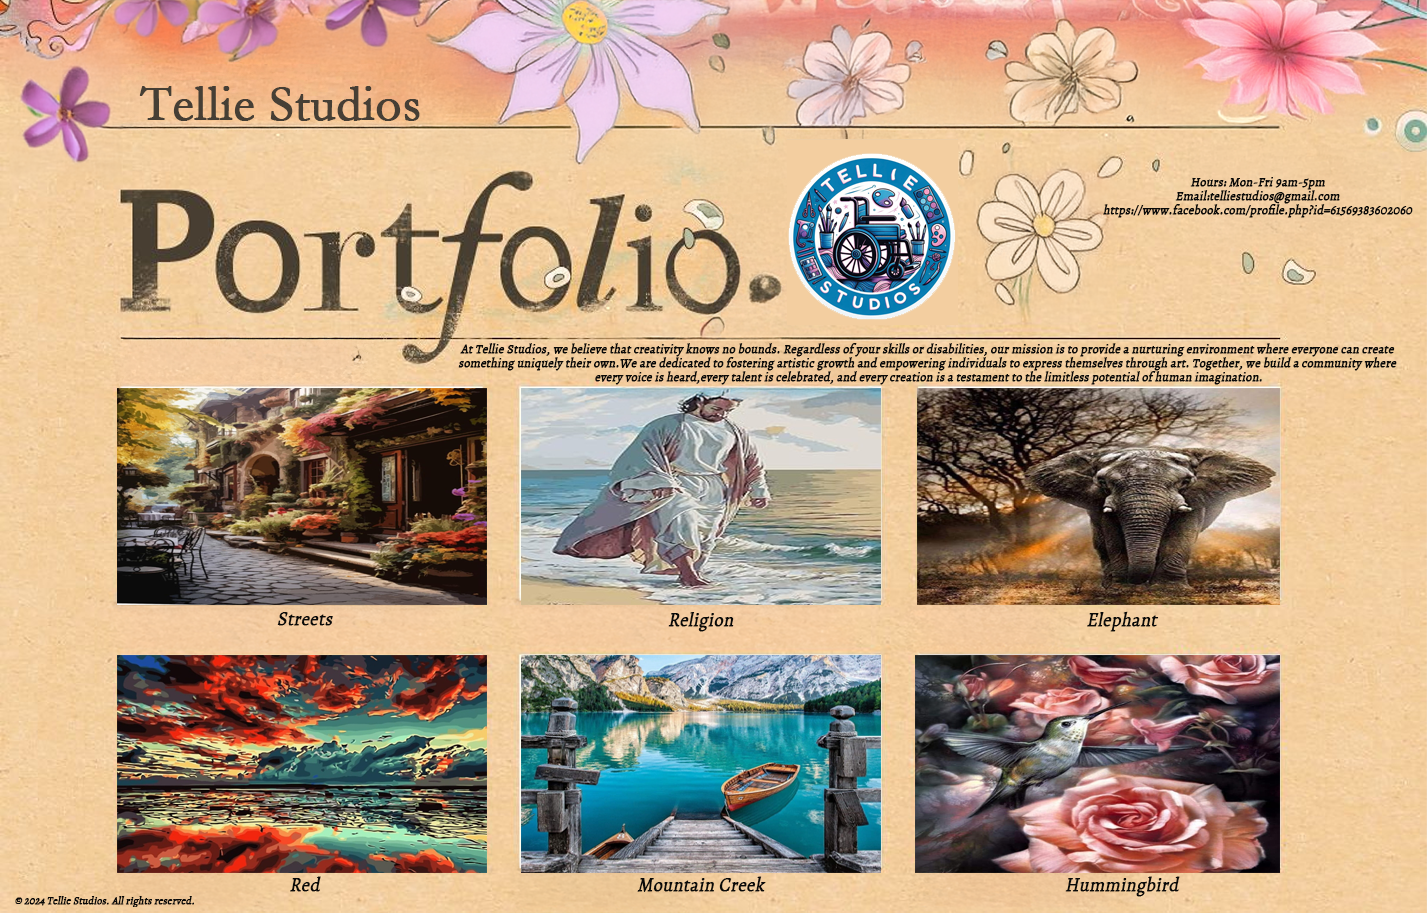 Tellie Studios
Portfolio.
TELLIE
STUDIOS
Hours: Mon-Fri 9am-5pm
Email:telliestudios@gmail.com
https://www.facebook.com/profile.php?id=61569383602060
At Tellie Studios, we believe that creativity knows no bounds. Regardless of your skills or disabilities, our mission is to provide a nurturing environment where everyone can create
something uniquely their own.We are dedicated to fostering artistic growth and empowering individuals to express themselves through art. Together, we build a community where
every voice is heard,every talent is celebrated, and every creation is a testament to the limitless potential of human imagination.
Streets
Religion
Elephant
Red
Mountain Creek
Hummingbird
© 2024 Tellie Studios. All rights reserved.